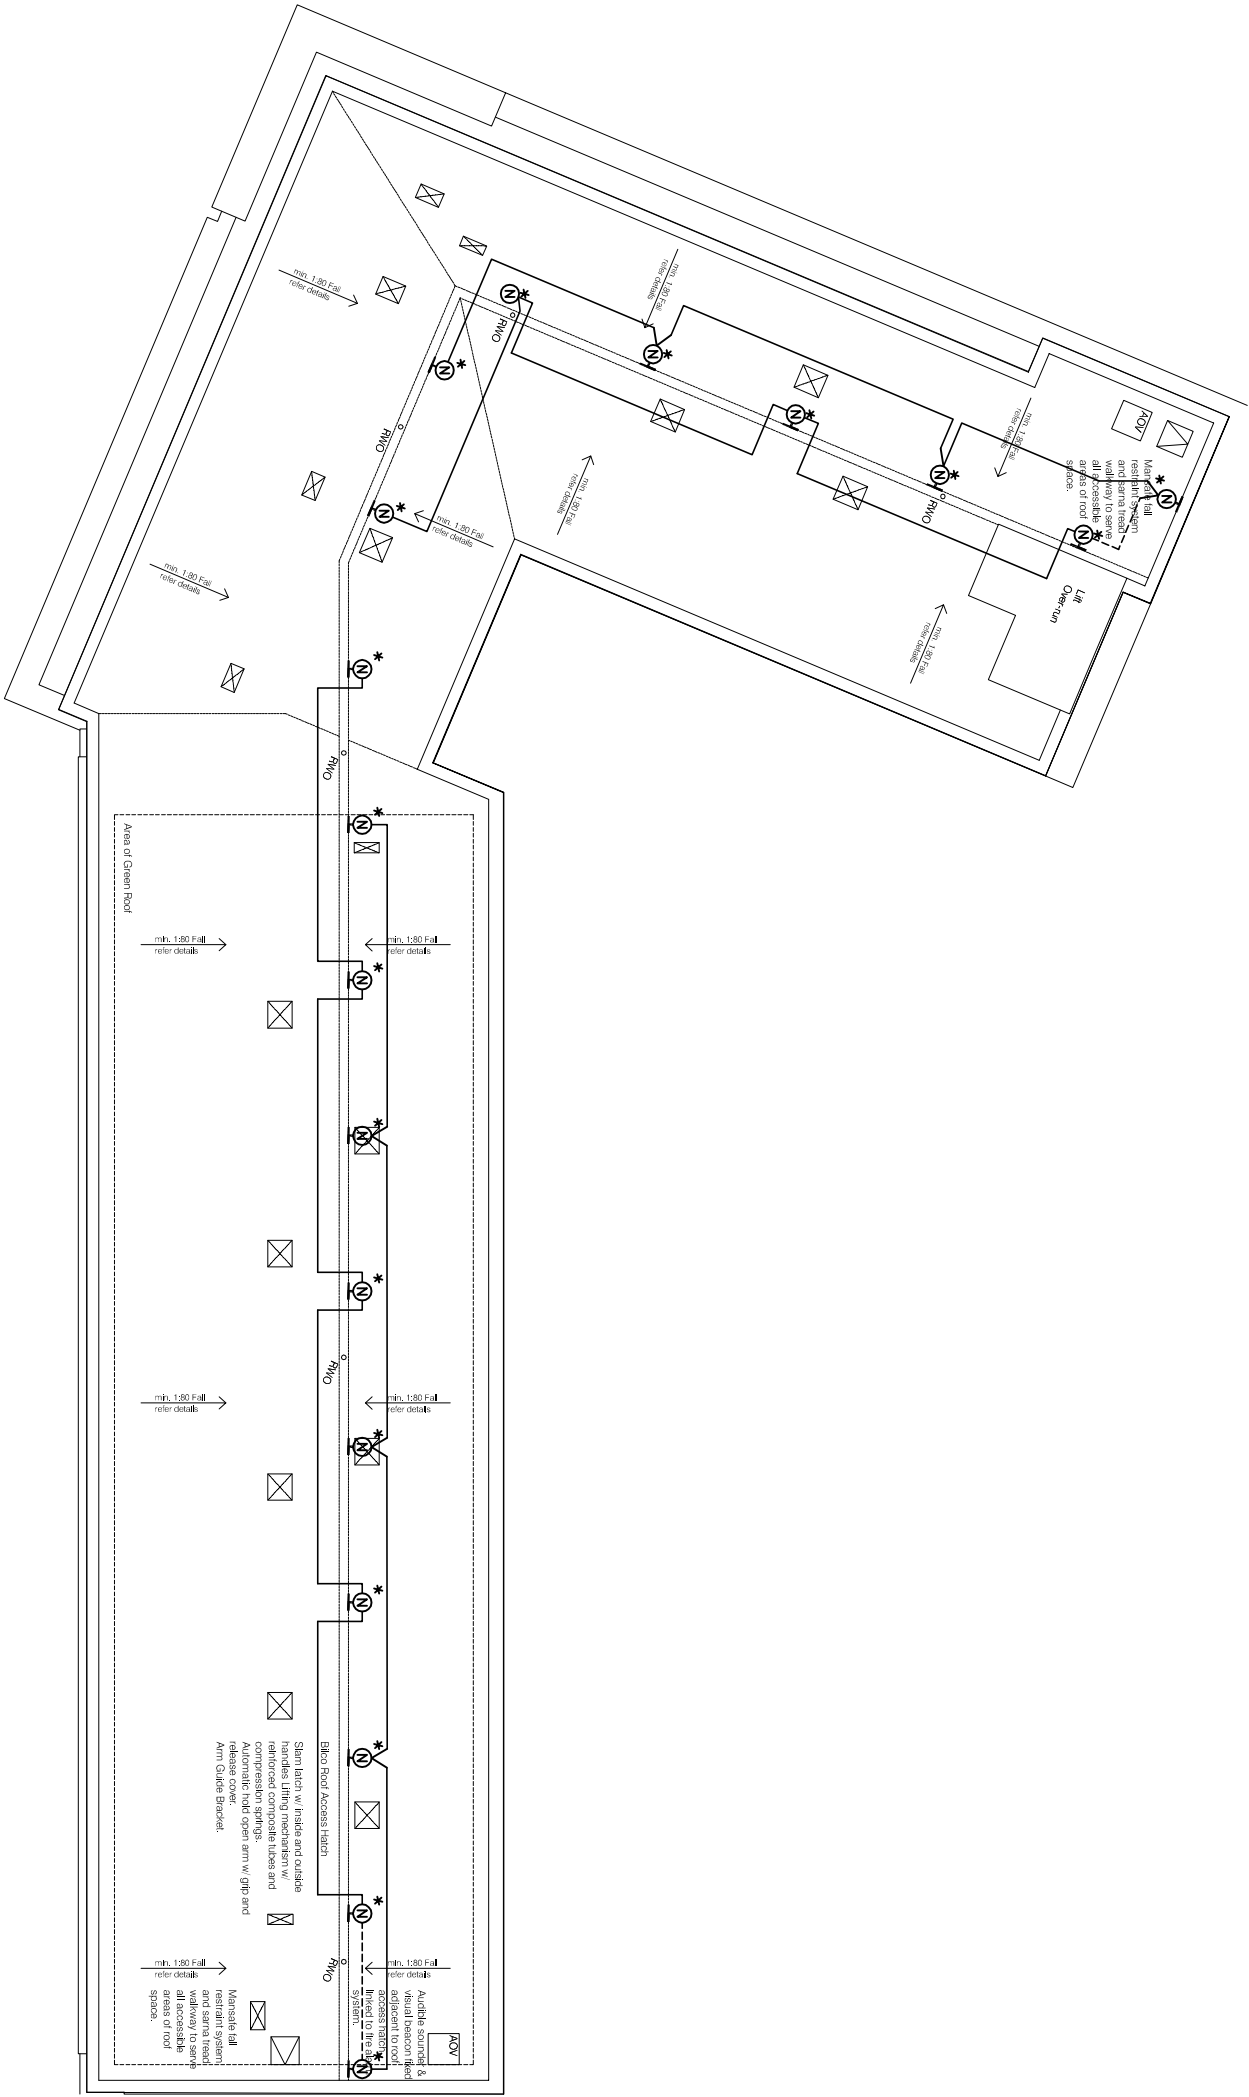 min. 1:80 Fall
refer details
min. 1:80 Fall
refer details
RWO
N
*
N
*
N
*
N
*
N
*
min. 1:80 Fall
refer details
AOV
Mansafe fall
restraint system
and sarna tread
walkway to serve
all accessible
areas of roof
space.
N
*
N
*
RWO
RWO
N
*
min. 1:80 Fall
refer details
min. 1:80 Fall
refer details
min. 1:80 Fall
refer details
Lift
Over-run
min. 1:80 Fall
refer details
N
*
RWO
N
*
Area of Green Roof
min. 1:80 Fall
refer details
min. 1:80 Fall
refer details
N
*
N
*
N
*
RWO
min. 1:80 Fall
refer details
min. 1:80 Fall
refer details
N
*
N
*
N
*
Bilco Roof Access Hatch
Slam latch w/ inside and outside
handles Lifting mechanism w/
reinforced composite tubes and
compression springs.
Automatic hold open arm w/ grip and
release cover.
Arm Guide Bracket.
N
*
RWO
min. 1:80 Fall
refer details
min. 1:80 Fall
refer details
Mansafe fall
restraint system
and sarna tread
walkway to serve
all accessible
areas of roof
space.
Audible sounder &
visual beacon fixed
adjacent to roof
access hatch
linked to fire alarm
system.
AOV
N
*